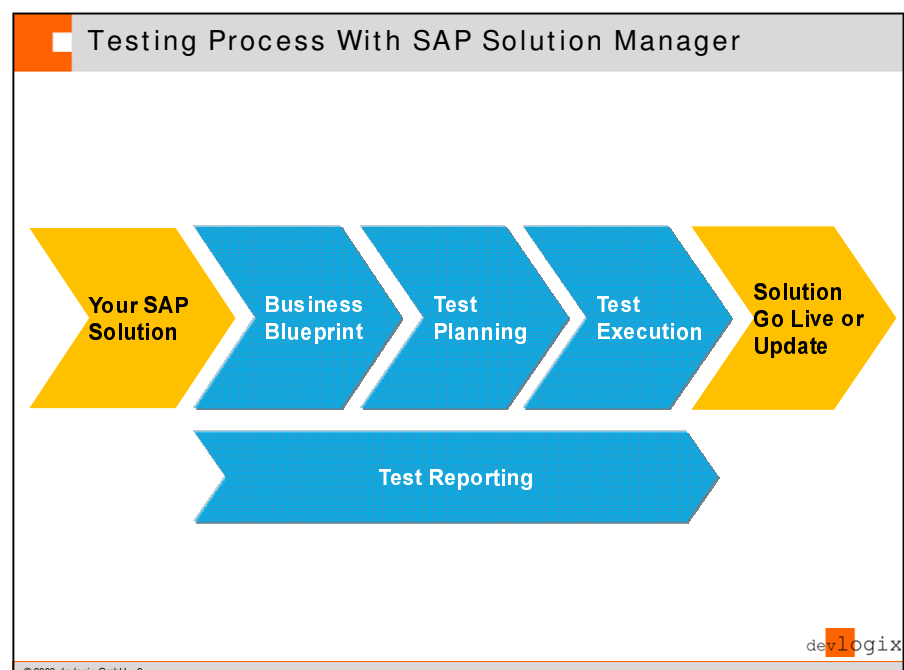 Testing Process With SAP Solution Manager
Your SAP
Solution
Business
Blueprint
Test
Planning
Test
Execution
Solution
Go Live or
Update
Test Reporting
devlogix